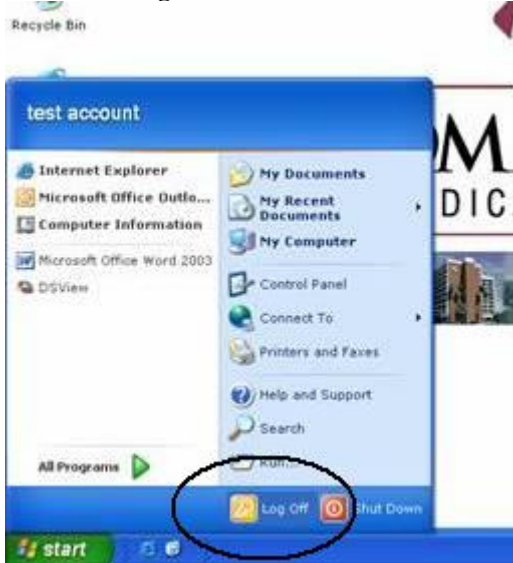 Recycle Bin
test account
Internet Explorer
Microsoft Office Outlo...
Computer Information
Microsoft Office Word 2003
DSView
All Programs
My Documents
My Recent
Documents
My Computer
Control Panel
Connect To
Printers and Faxes
Help and Support
Search
Run...
Log Off
Shut Down
start
OM
DIC